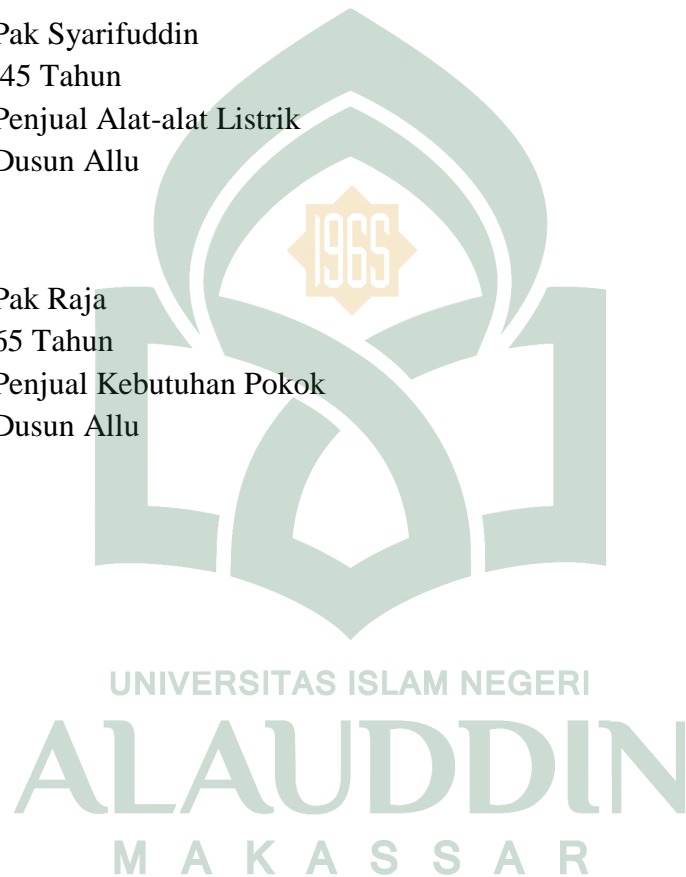 Pak Syarifuddin
45 Tahun
Penjual Alat-alat Listrik
Dusun Allu
1965
Pak Raja
65 Tahun
Penjual Kebutuhan Pokok
Dusun Allu
UNIVERSITAS ISLAM NEGERI
ALAUDDIN
MAKASSAR